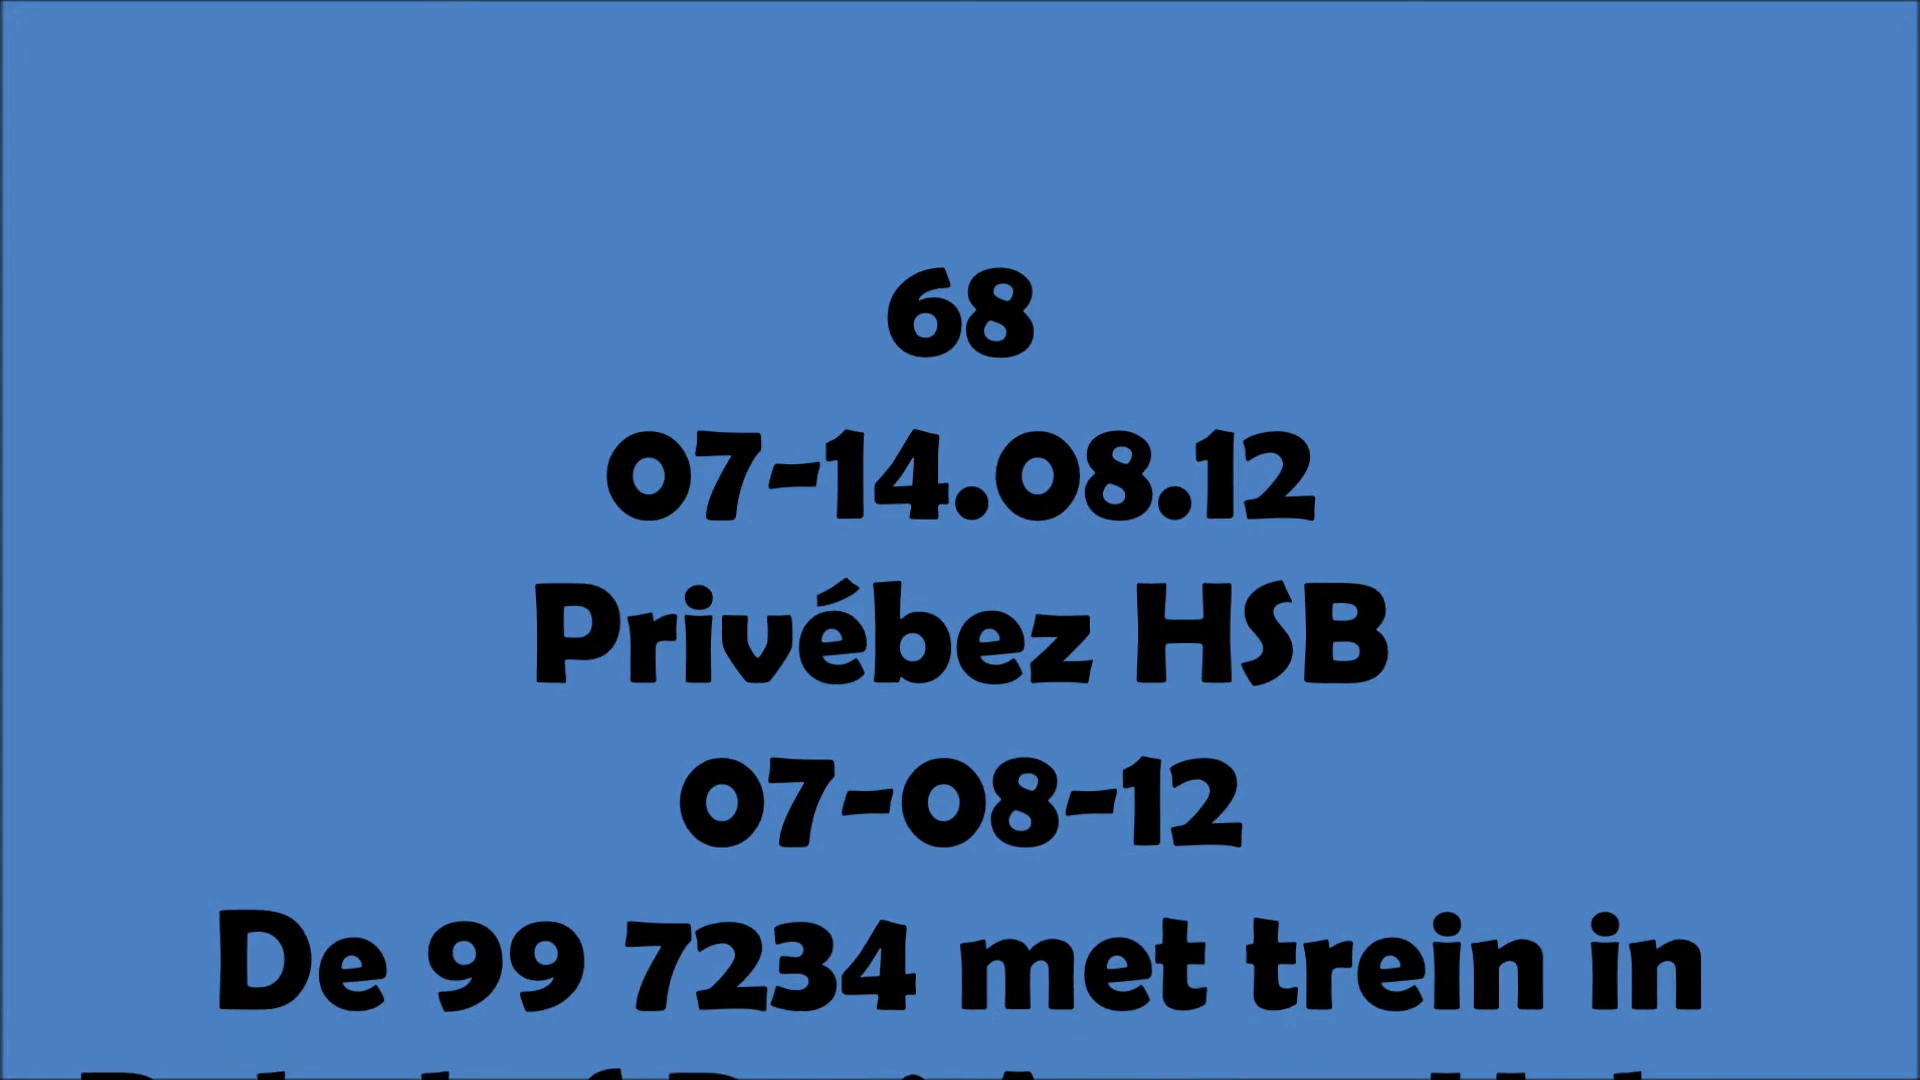 68
07-14.08.12
Privébez HSB
07-08-12
De 99 7234 met trein in